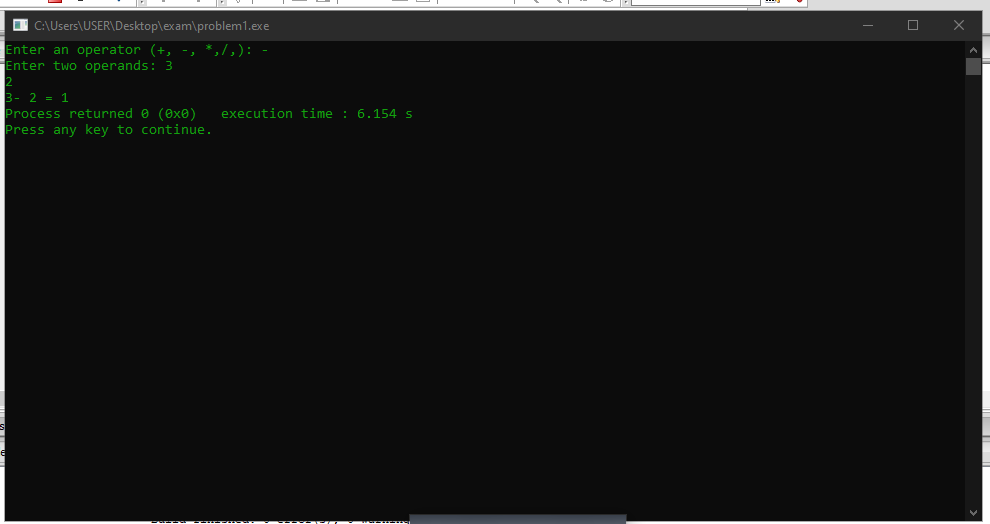 C:\Users\USER\Desktop\exam\problem1.exe
Enter an operator (+, -, *,/,): -
Enter two operands: 3
2
3- 2 = 1
Process returned 0 (0x0)   execution time : 6.154 s
Press any key to continue.